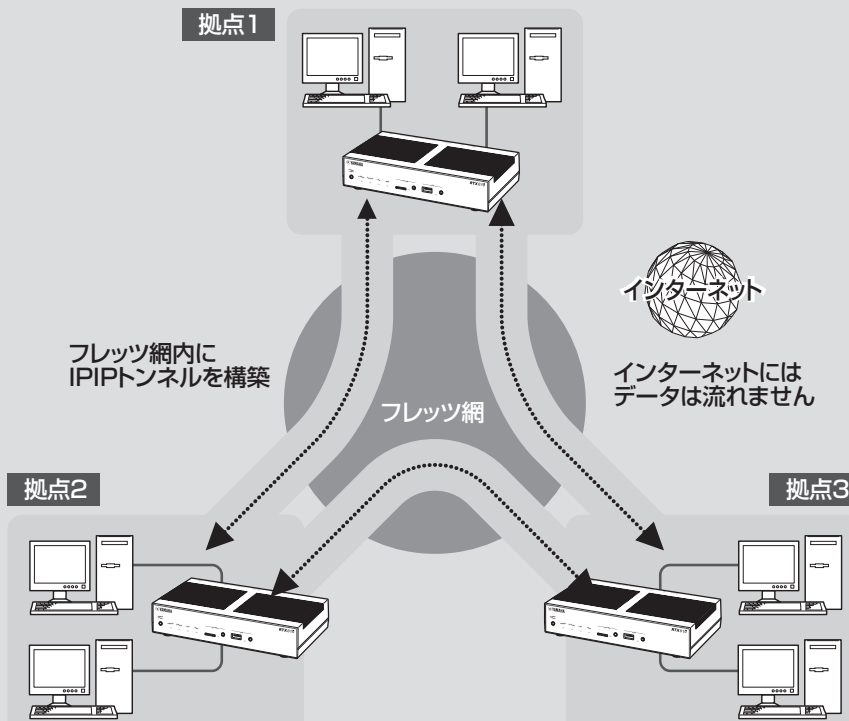 拠点1
YAMAHA
インターネット
フレッツ網内に
IPIPトンネルを構築
インターネットには
データは流れません
フレッツ網
拠点2
拠点3
YAMAHA
YAMAHA